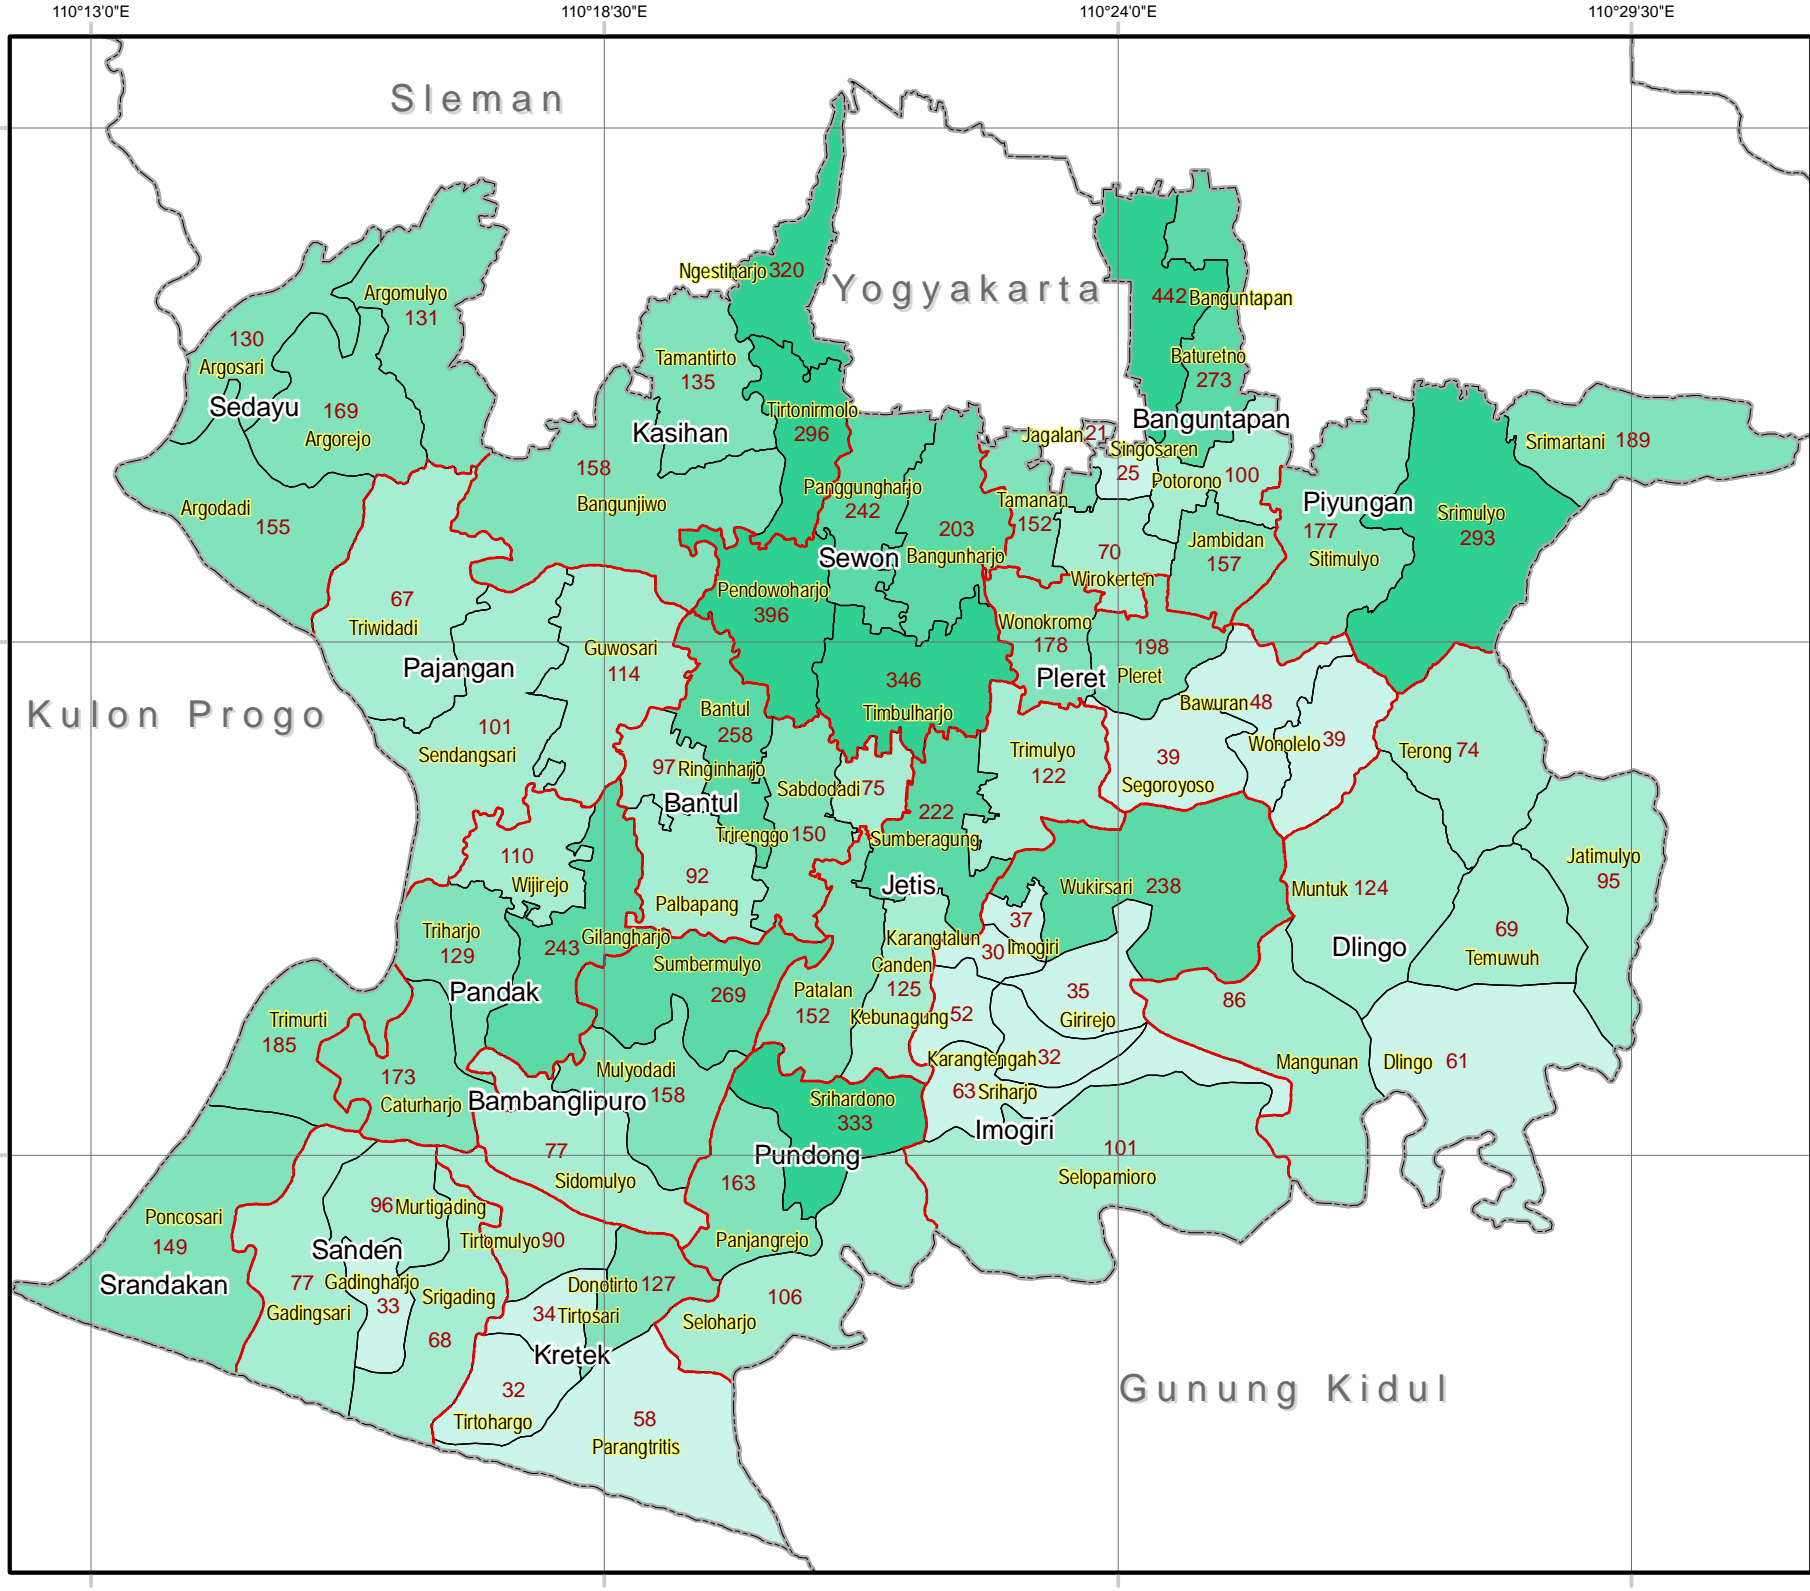 110°13'0"E
110°18'30"E
110°24'0"E
110°29'30"E
Sleman
Yogyakarta
Kulon Progo
Gunung Kidul
Ngestiharjo 320
Argomulyo
131
130
Argosari
Sedayu
169
Argorejo
Argodadi
155
Tamantirto
135
Kasihan
Tirtonirmolo
296
158
Bangunjiwo
442 Banguntapan
Baturetno
273
Banguntapan
Jagalan 21
Singosaren
25
Potorono 100
Tamanan
152
70
Wirokerten
Jambidan
157
Piyungan
177
Sitimulyo
Srimulyo
293
Srimartani 189
Panggungharjo
242
203
Bangunharjo
Sewon
Pendowoharjo
396
346
Timbulharjo
67
Triwidadi
Pajangan
Guwosari
114
101
Sendangsari
Wonokromo
178
198
Pleret
Pleret
Bawuran 48
Wonolelo 39
39
Segoroyoso
Bantul
258
97 Ringinharjo
Bantul
Sabdodadi 75
Trirenggo 150
92
Palbapang
Trimulyo
122
222
Sumberagung
Jetis
Terong 74
Jatimulyo
95
Muntuk 124
69
Temuwuh
Dlingo
86
Mangunan
Dlingo 61
110
Wijirejo
Triharjo
129
243 Gilangharjo
Pandak
173
Caturharjo
Wukirsari 238
37
Karangtalun
30 Imogiri
Canden
125
Patalan
152
Kebunagung 52
35
Girirejo
Karangtengah 32
63 Sriharjo
Imogiri
101
Selopamioro
Sumbermulyo
269
Mulyodadi
158
Bambanglipuro
77
Sidomulyo
Trimurti
185
Poncosari
149
Srandakan
Srihardono
333
Pundong
163
Panjangrejo
106
Seloharjo
96 Murtigading
Sanden
77
Gadingsari
Gadingharjo
33
Srigading
68
Tirtomulyo 90
Donotirto 127
34 Tirtosari
Kretek
32
Tirtohargo
58
Parangtritis